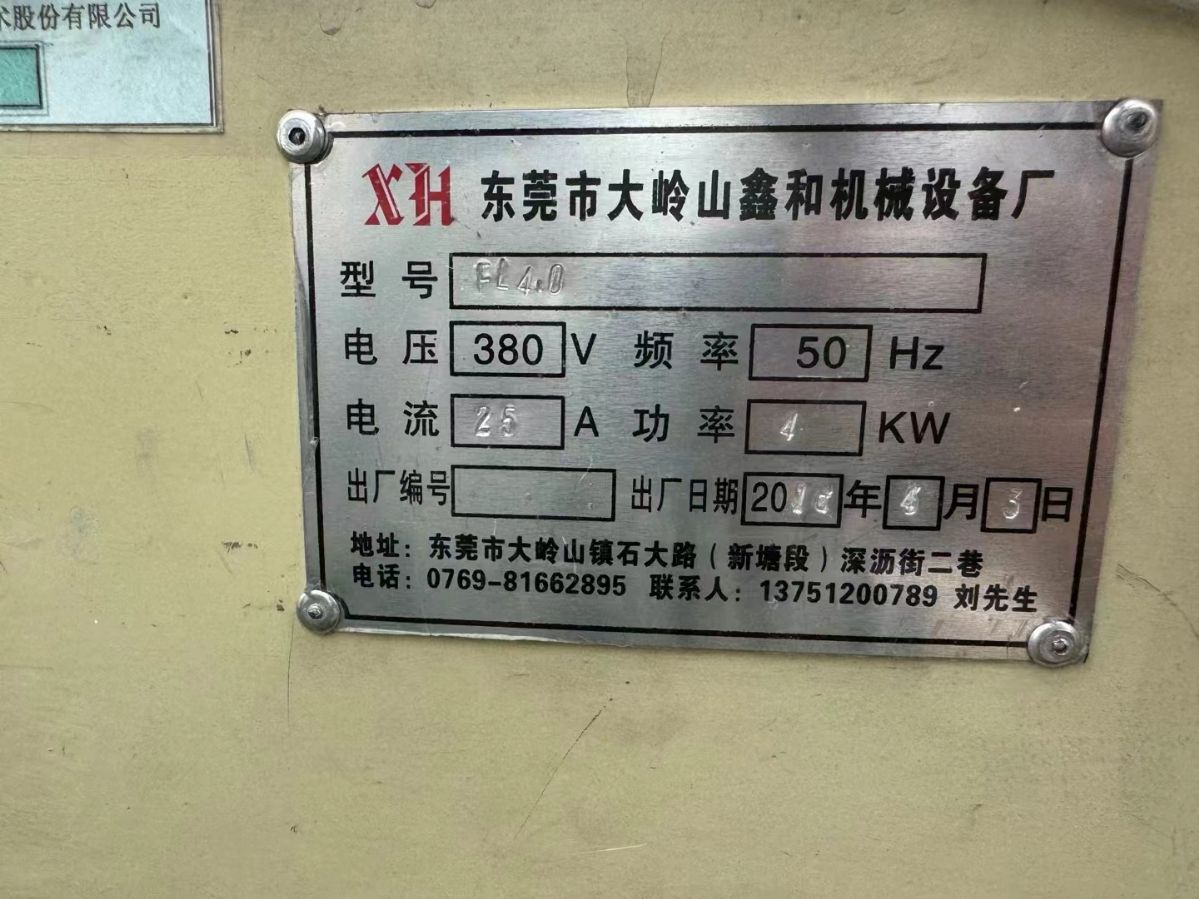 术股份有限公司
XH 东莞市大岭山鑫和机械设备厂
型号 FL4.0
电压 380 V 频率 50 Hz
电流 25 A 功率 4 KW
出厂编号 出厂日期 20 年 4 月 3 日
地址：东莞市大岭山镇石大路（新塘段）深沥街二巷
电话：0769-81662895 联系人：13751200789 刘先生